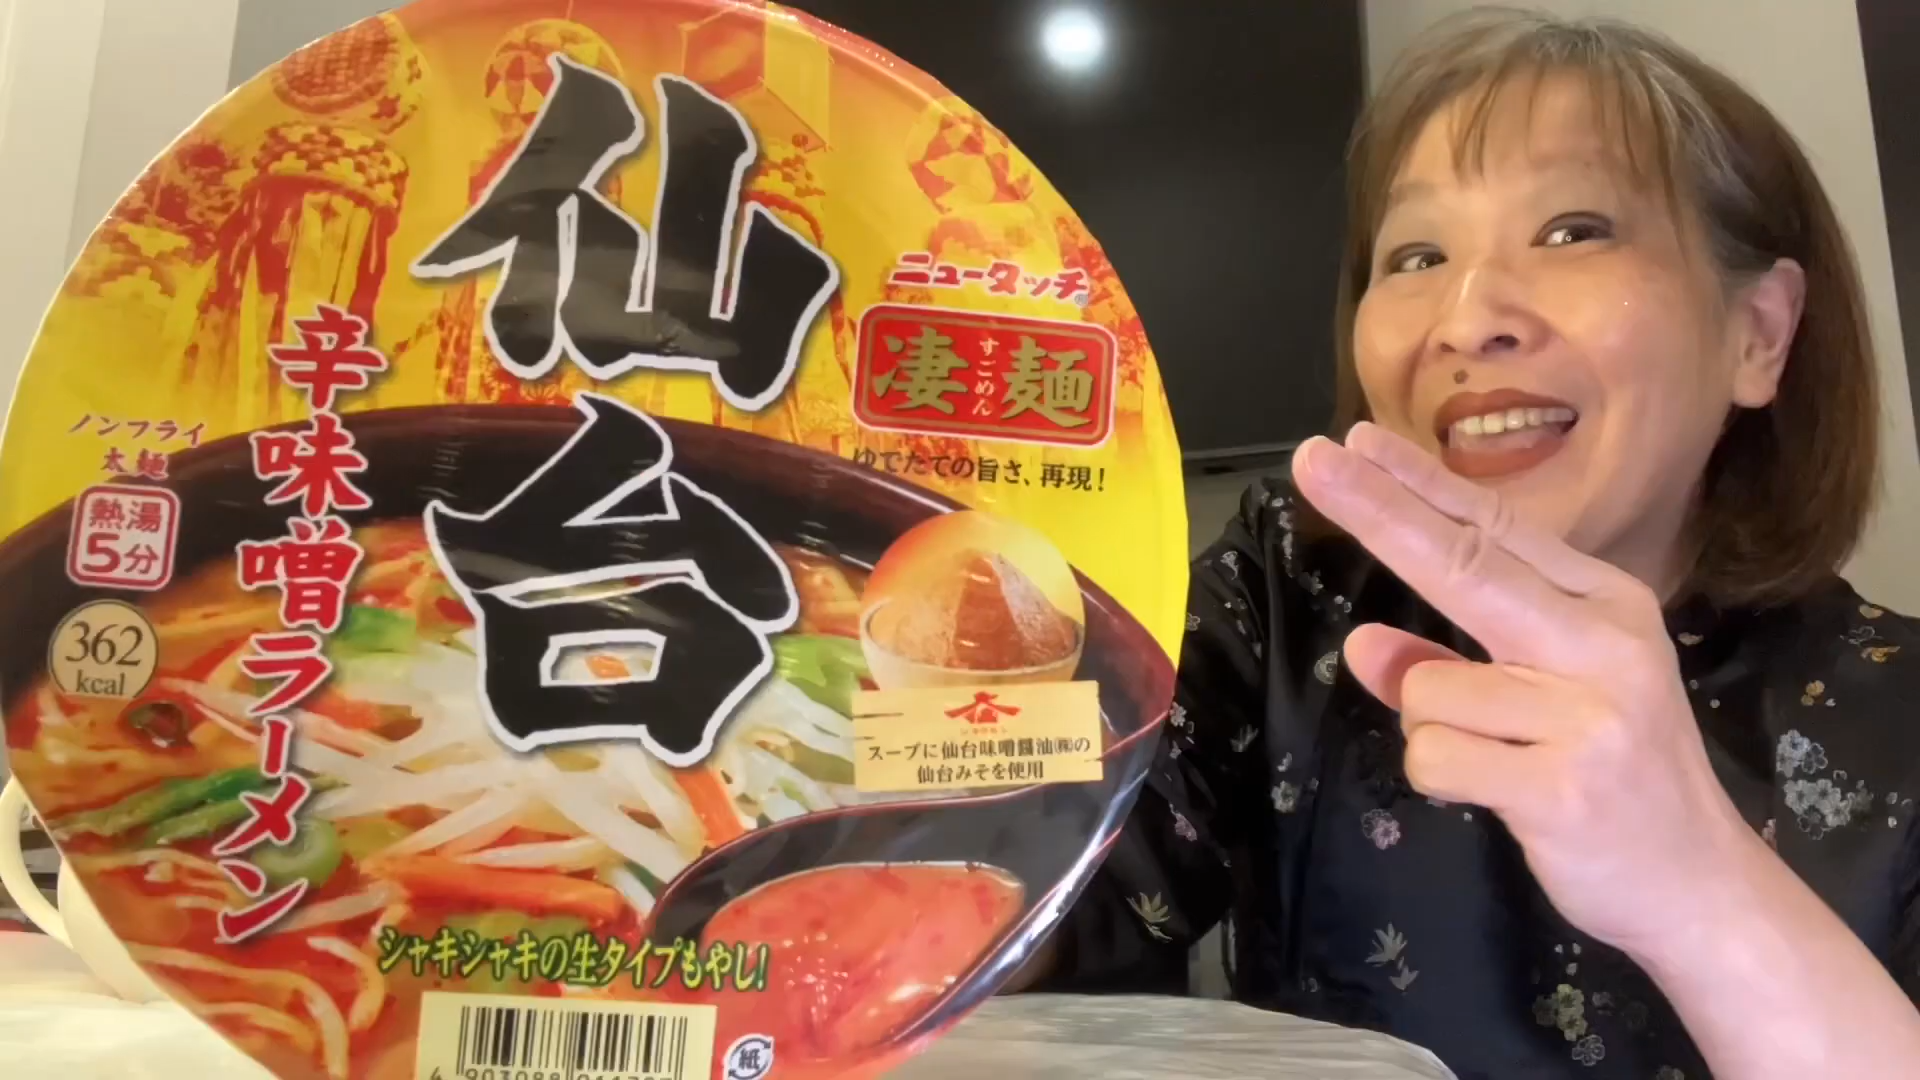 仙台
辛味噌ラーメン
ニュータッチ®
凄麺
すごめん
ゆでたての旨さ、再現!
ノンフライ
太麺
熱湯
5分
362
kcal
スープに仙台味噌醤油㈱の
仙台みそを使用
シャキシャキの生タイプもやし!
紙